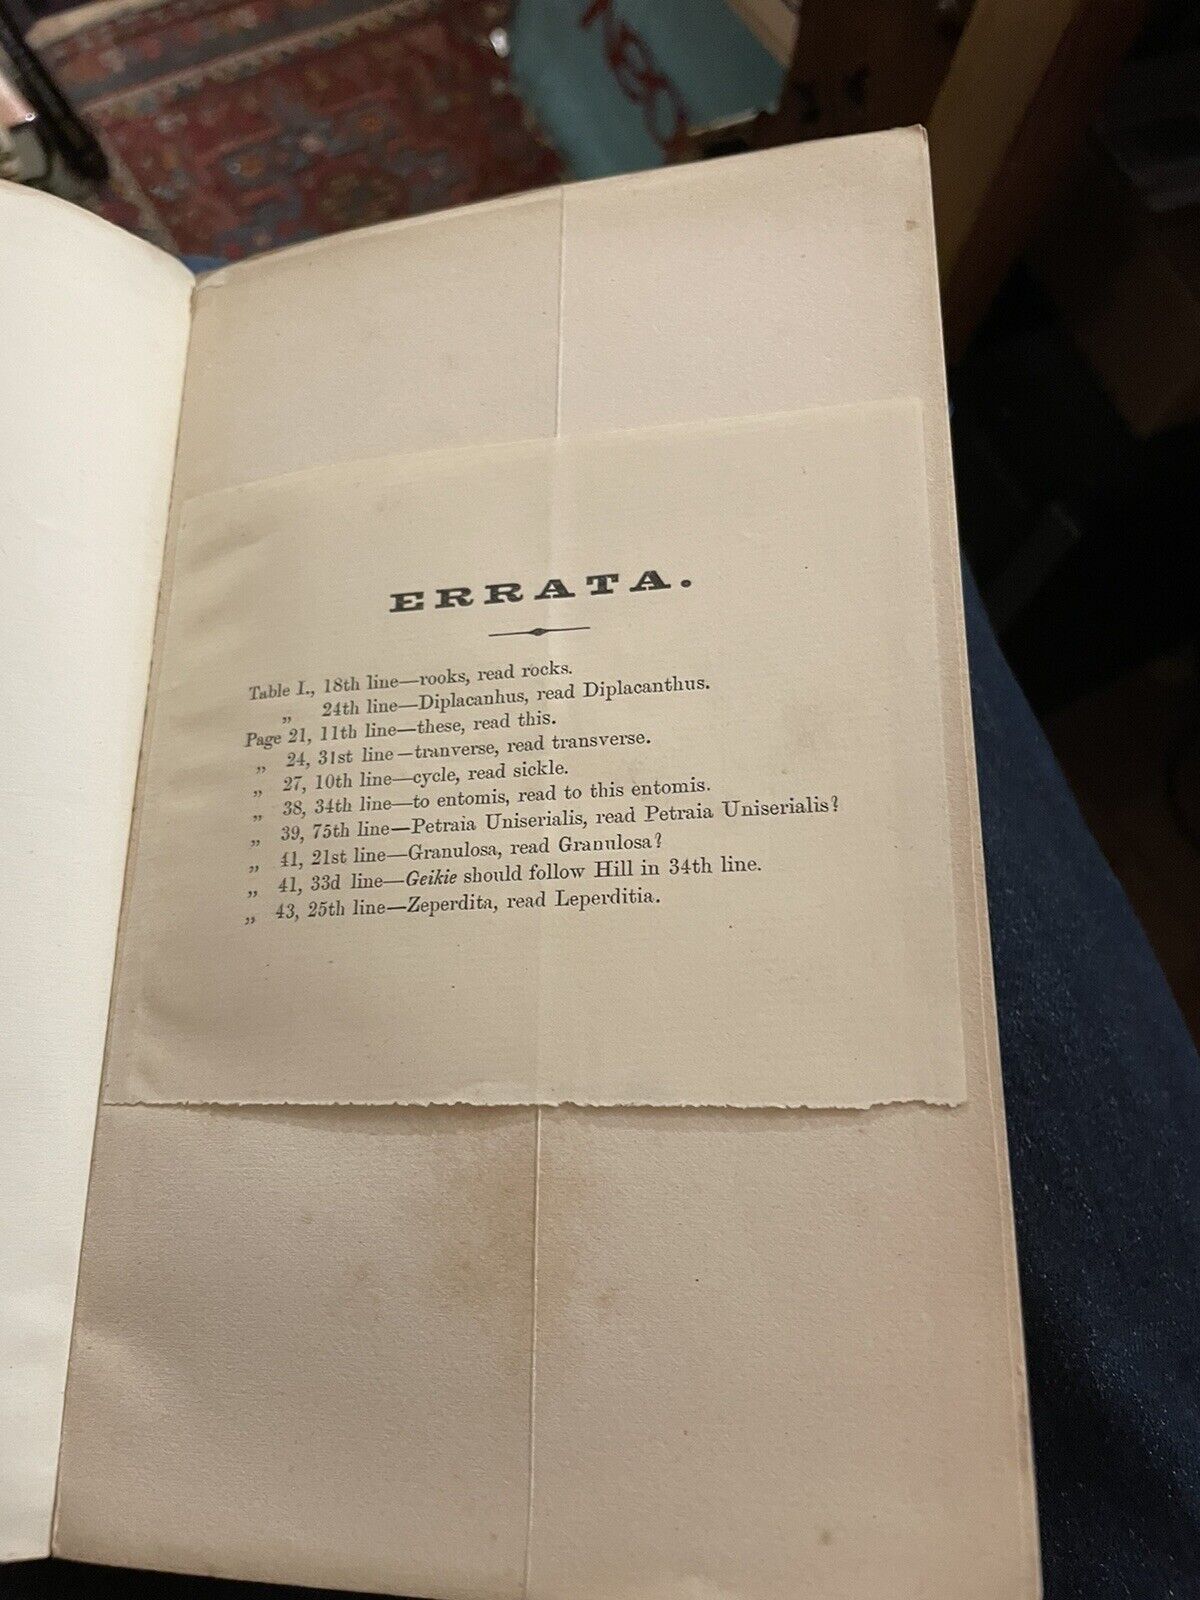 ERRATA.
Table I., 18th line—rooks, read rocks.
„ 24th line—Diplacanhus, read Diplacanthus.
Page 21, 11th line—these, read this.
„ 24, 31st line—tranverse, read transverse.
„ 27, 10th line—cycle, read sickle.
„ 38, 34th line—to entomis, read to this entomis.
„ 39, 75th line—Petraia Uniserialis, read Petraia Uniserialis?
„ 41, 21st line—Granulosa, read Granulosa?
„ 41, 33d line—Geikie should follow Hill in 34th line.
„ 43, 25th line—Zeperdita, read Leperditia.